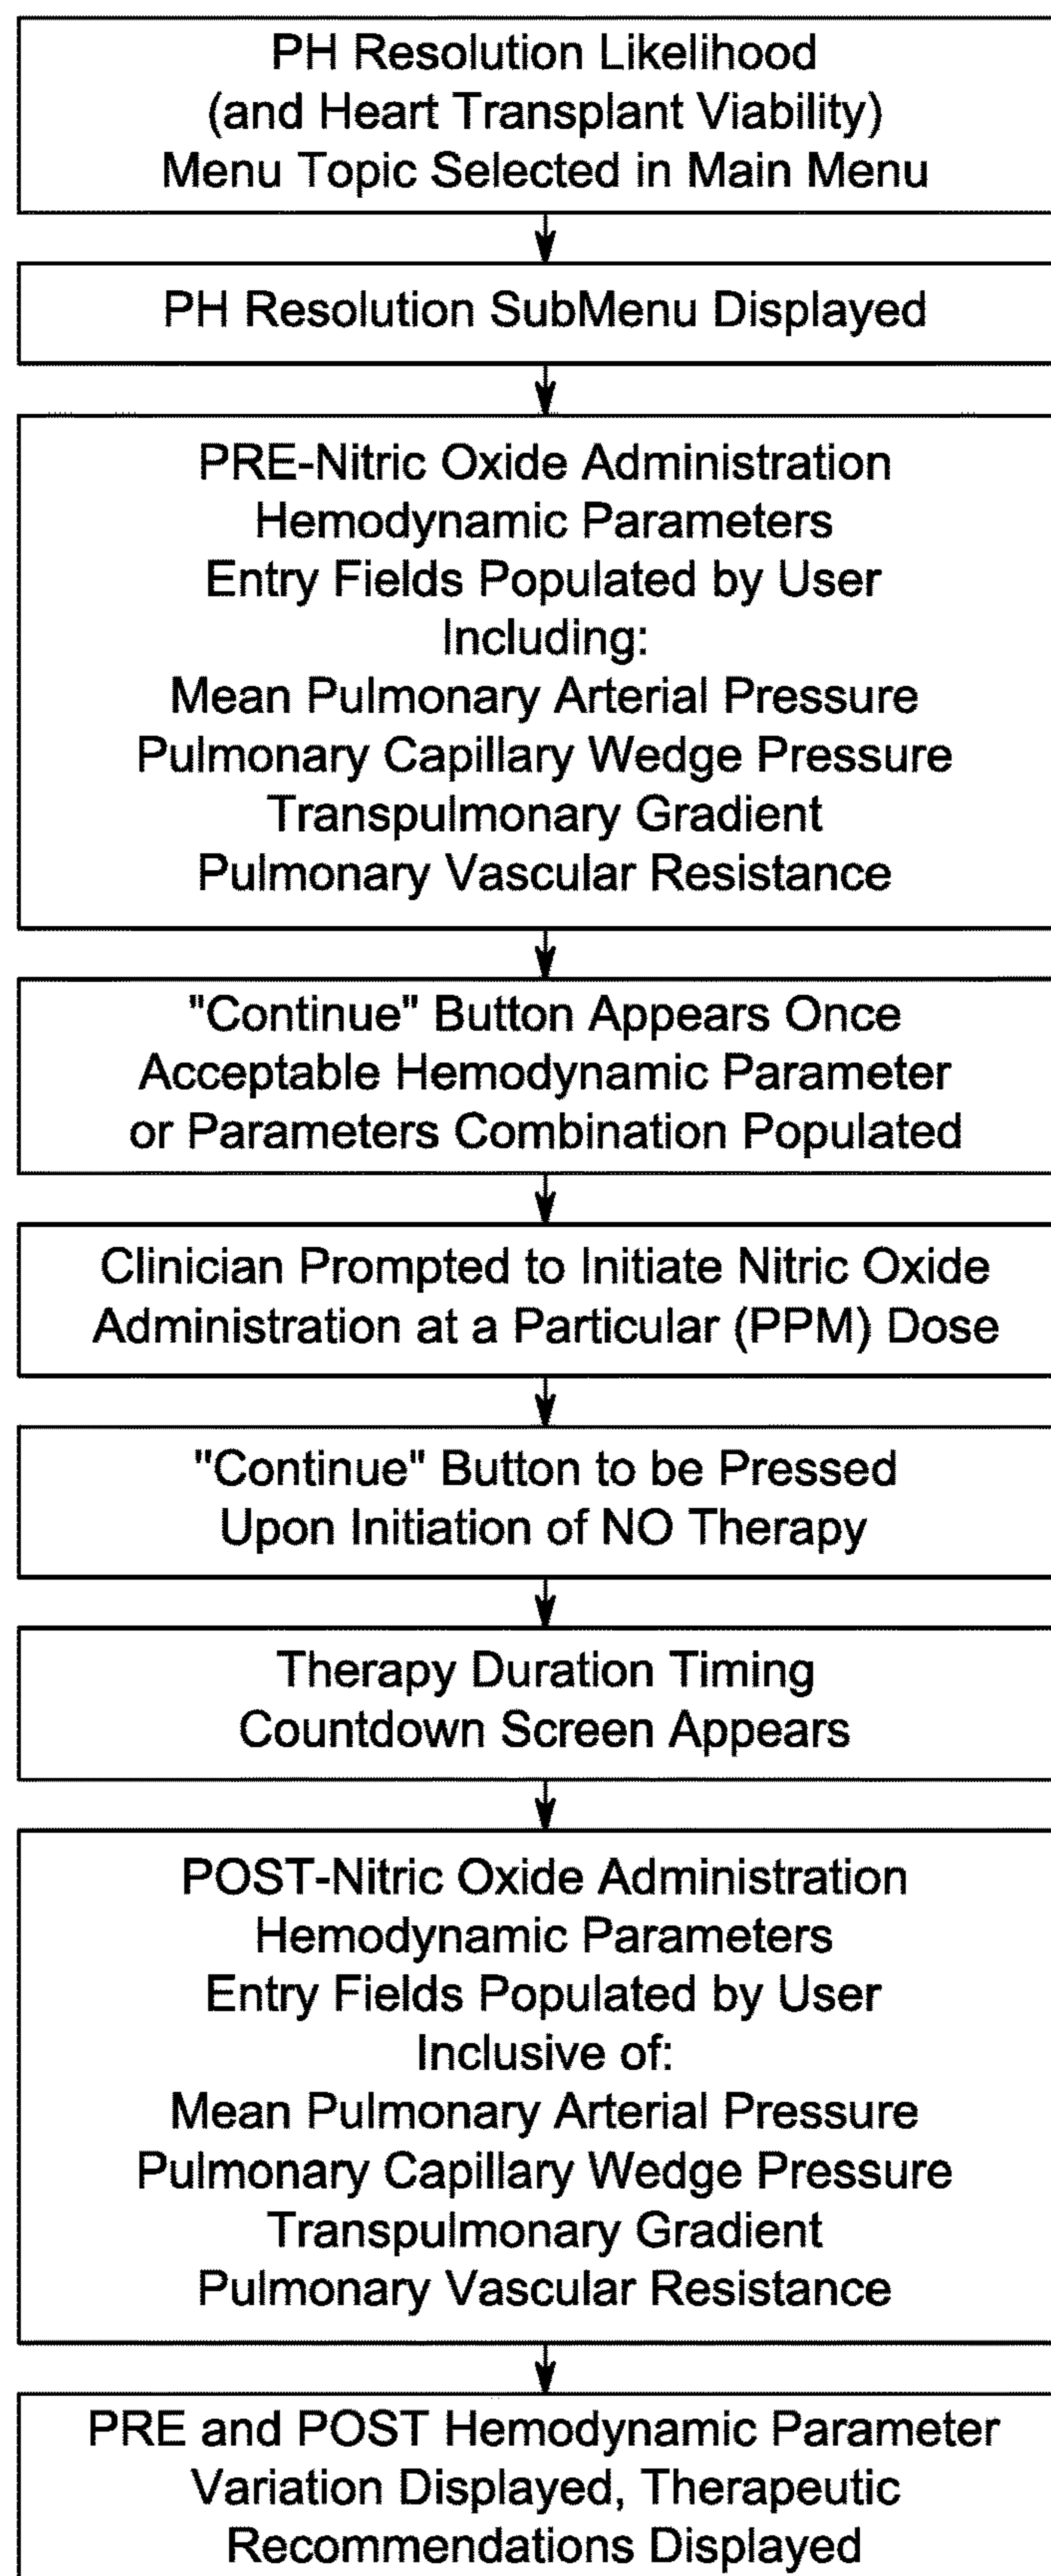 PH Resolution Likelihood
(and Heart Transplant Viability)
Menu Topic Selected in Main Menu
PH Resolution SubMenu Displayed
PRE-Nitric Oxide Administration
Hemodynamic Parameters
Entry Fields Populated by User
Including:
Mean Pulmonary Arterial Pressure
Pulmonary Capillary Wedge Pressure
Transpulmonary Gradient
Pulmonary Vascular Resistance
"Continue" Button Appears Once
Acceptable Hemodynamic Parameter
or Parameters Combination Populated
Clinician Prompted to Initiate Nitric Oxide
Administration at a Particular (PPM) Dose
"Continue" Button to be Pressed
Upon Initiation of NO Therapy
Therapy Duration Timing
Countdown Screen Appears
POST-Nitric Oxide Administration
Hemodynamic Parameters
Entry Fields Populated by User
Inclusive of:
Mean Pulmonary Arterial Pressure
Pulmonary Capillary Wedge Pressure
Transpulmonary Gradient
Pulmonary Vascular Resistance
PRE and POST Hemodynamic Parameter
Variation Displayed, Therapeutic
Recommendations Displayed